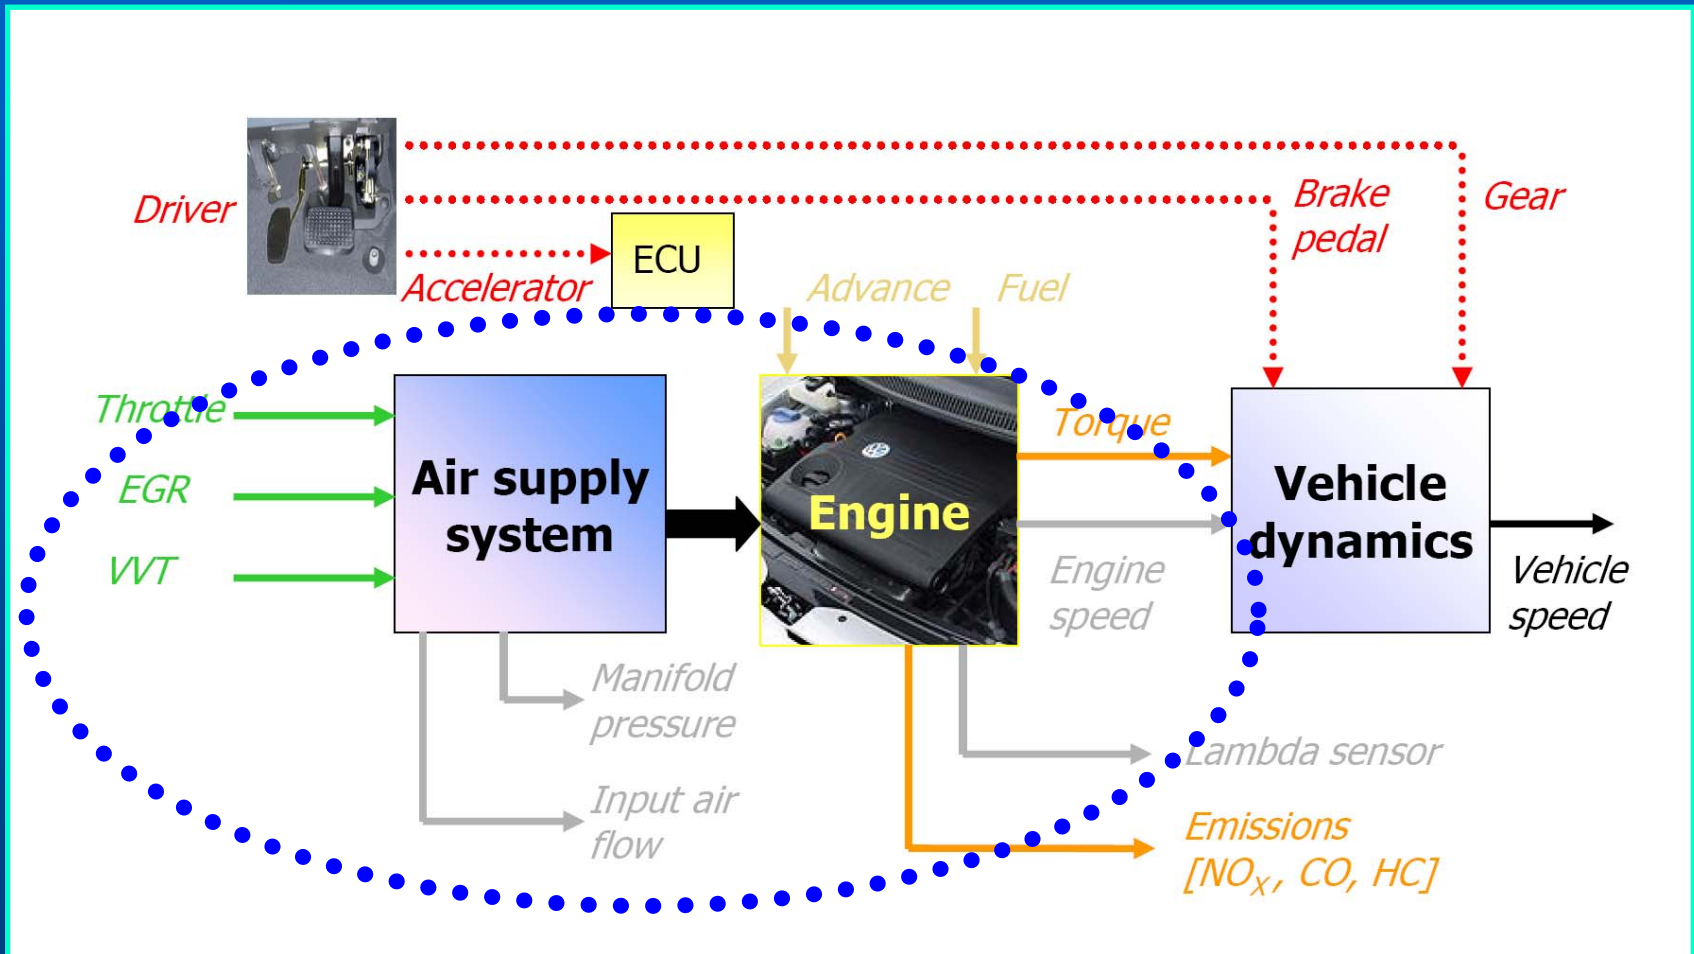 Driver
Accelerator
ECU
Brake
pedal
Gear
Advance
Fuel
Throttle
EGR
VVT
Air supply
system
Engine
Torque
Engine
speed
Vehicle
dynamics
Vehicle
speed
Manifold
pressure
Input air
flow
Lambda sensor
Emissions
[NOX, CO, HC]